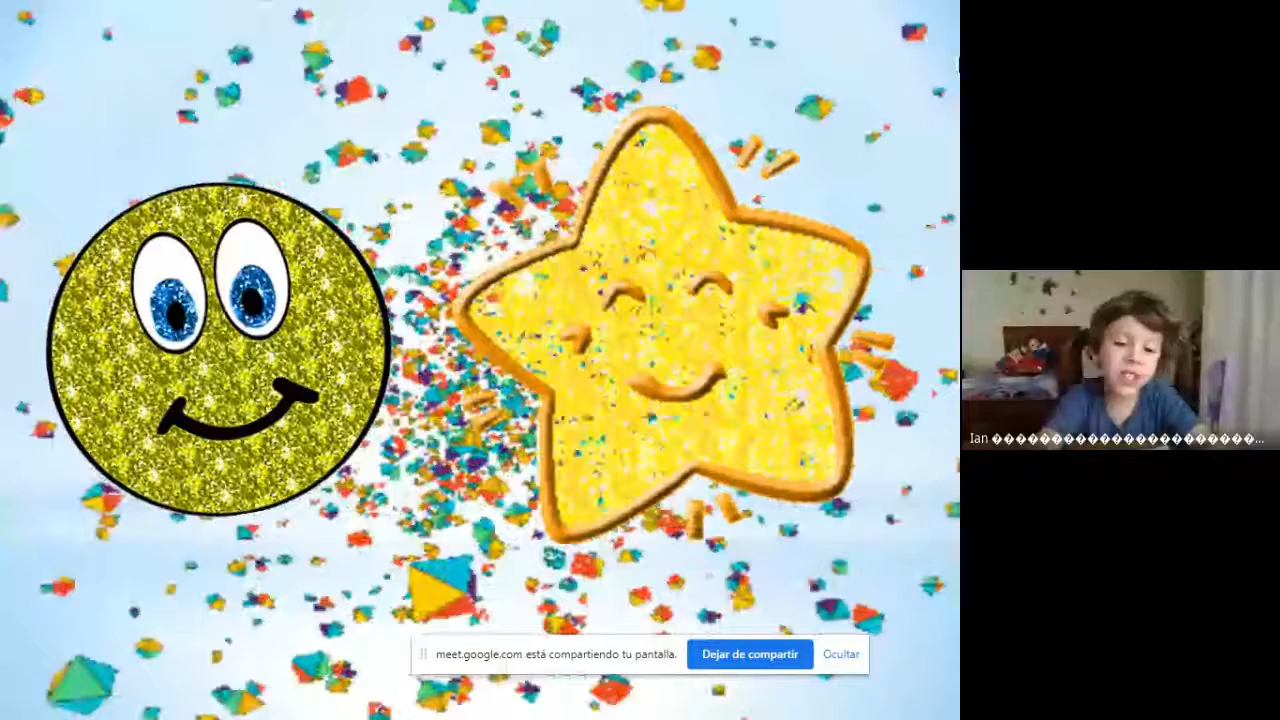 meet.google.com está compartiendo tu pantalla.
Dejar de compartir
Ocultar
Ian ��������������������������...